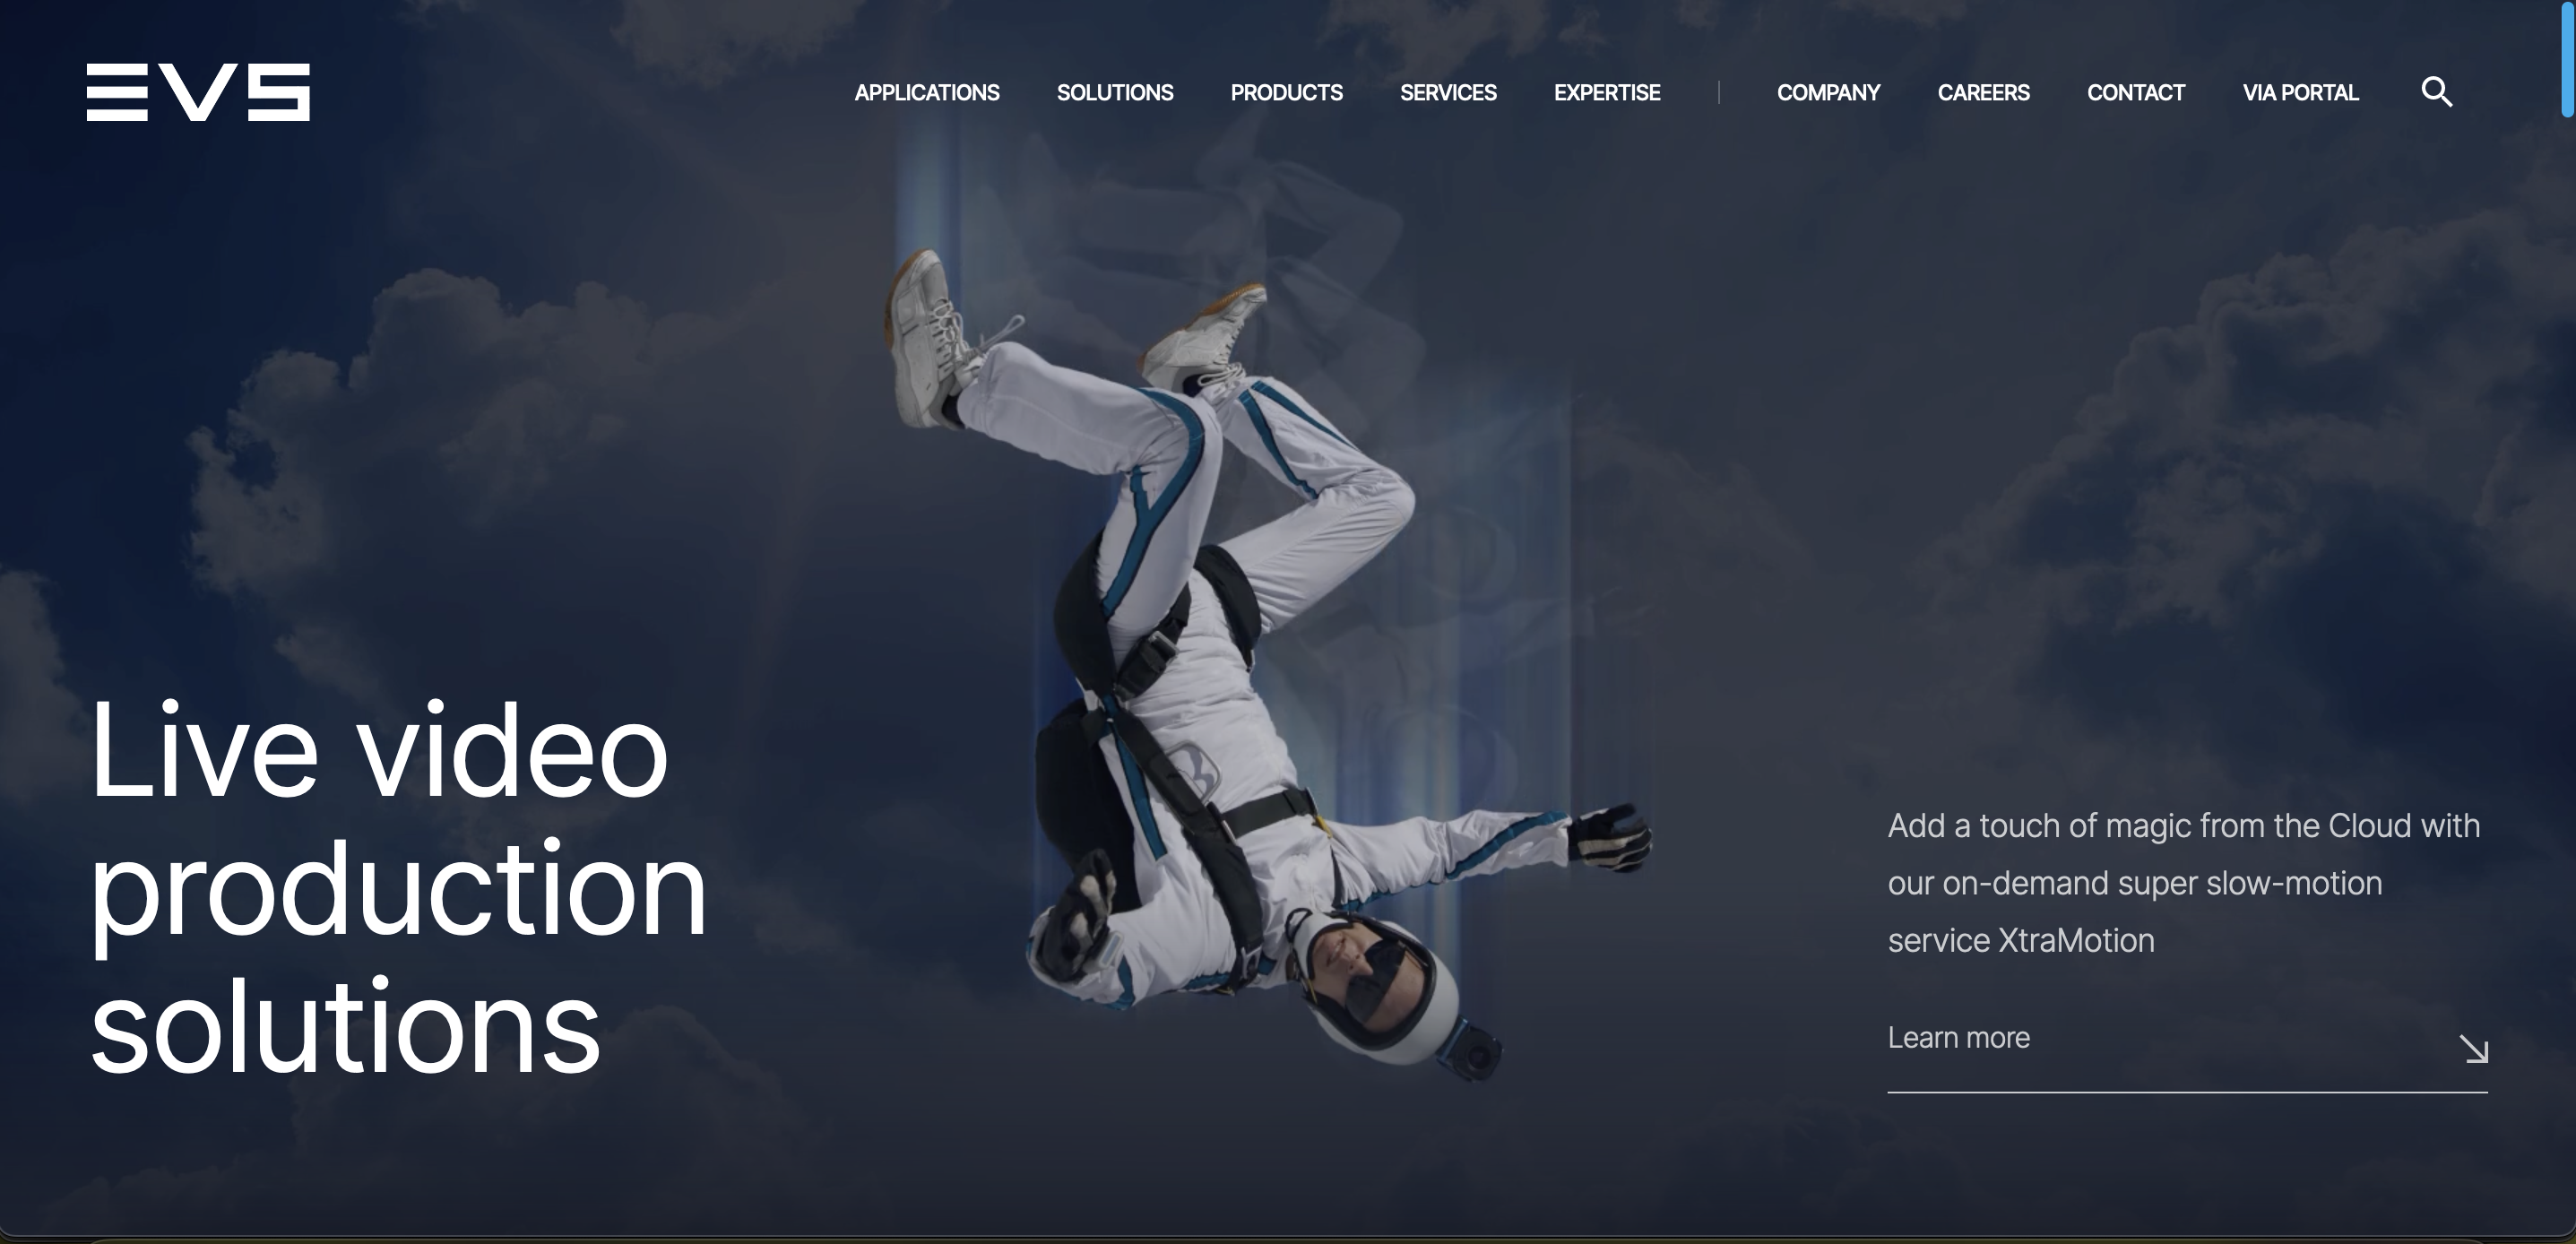 EVS
APPLICATIONS SOLUTIONS PRODUCTS SERVICES EXPERTISE COMPANY CAREERS CONTACT VIA PORTAL
Live video
production
solutions
Add a touch of magic from the Cloud with
our on-demand super slow-motion
service XtraMotion
Learn more